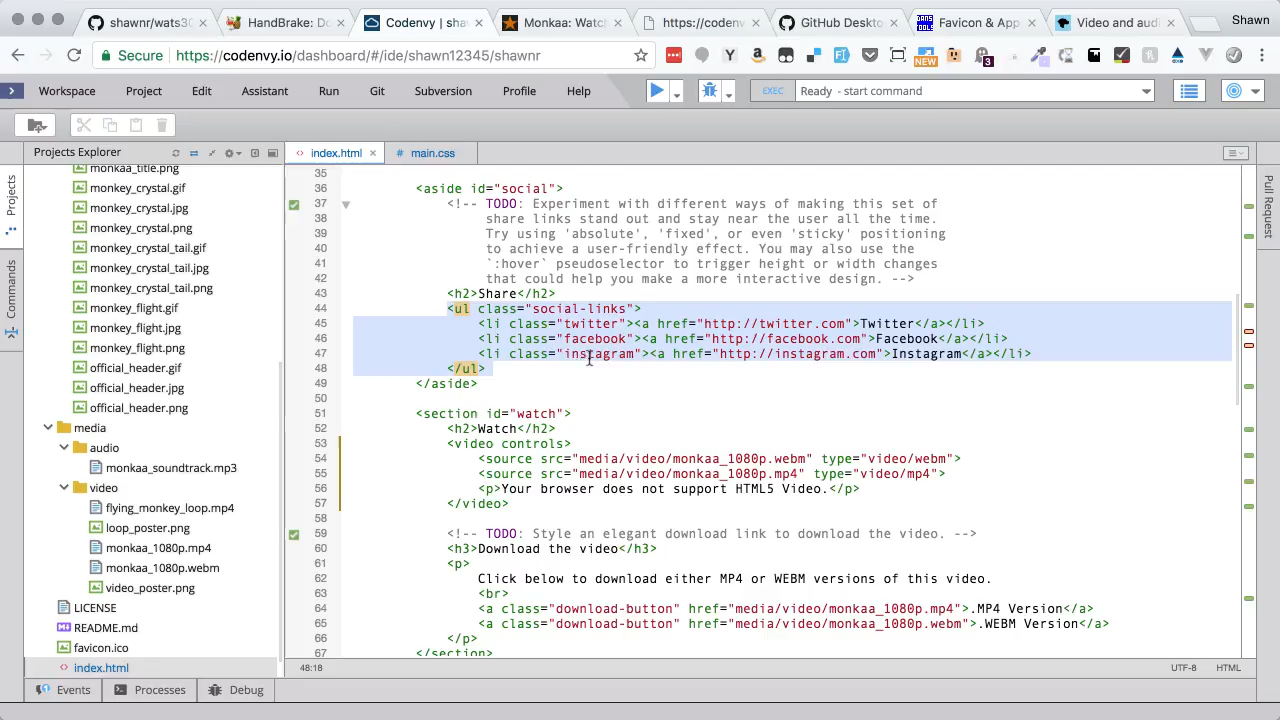 shawnr/wats30
HandBrake: Do
Codenvy | shaw
Monkaa: Watch
https://codenv
GitHub Deskto
Favicon & App
Video and audi
Shawn
Secure
https://codenvy.io/dashboard/#/ide/shawn12345/shawnr
NEW
3
Workspace
Project
Edit
Assistant
Run
Git
Subversion
Profile
Help
EXEC
Ready - start command
Projects Explorer
index.html
main.css
Projects
Commands
Pull Request
monkaa_title.png
monkey_crystal.gif
monkey_crystal.jpg
monkey_crystal.png
monkey_crystal_tail.gif
monkey_crystal_tail.jpg
monkey_crystal_tail.png
monkey_flight.gif
monkey_flight.jpg
monkey_flight.png
official_header.gif
official_header.jpg
official_header.png
media
audio
monkaa_soundtrack.mp3
video
flying_monkey_loop.mp4
loop_poster.png
monkaa_1080p.mp4
monkaa_1080p.webm
video_poster.png
LICENSE
README.md
favicon.ico
index.html
35
36 <aside id="social">
37 <!-- TODO: Experiment with different ways of making this set of
38 share links stand out and stay near the user all the time.
39 Try using 'absolute', 'fixed', or even 'sticky' positioning
40 to achieve a user-friendly effect. You may also use the
41 `:hover` pseudoselector to trigger height or width changes
42 that could help you make a more interactive design. -->
43 <h2>Share</h2>
44 <ul class="social-links">
45 <li class="twitter"><a href="http://twitter.com">Twitter</a></li>
46 <li class="facebook"><a href="http://facebook.com">Facebook</a></li>
47 <li class="instagram"><a href="http://instagram.com">Instagram</a></li>
48 </ul>
49 </aside>
50
51 <section id="watch">
52 <h2>Watch</h2>
53 <video controls>
54 <source src="media/video/monkaa_1080p.webm" type="video/webm">
55 <source src="media/video/monkaa_1080p.mp4" type="video/mp4">
56 <p>Your browser does not support HTML5 Video.</p>
57 </video>
58
59 <!-- TODO: Style an elegant download link to download the video. -->
60 <h3>Download the video</h3>
61 <p>
62 Click below to download either MP4 or WEBM versions of this video.
63 <br>
64 <a class="download-button" href="media/video/monkaa_1080p.mp4">.MP4 Version</a>
65 <a class="download-button" href="media/video/monkaa_1080p.webm">.WEBM Version</a>
66 </p>
67 </section>
48:18
UTF-8
HTML
Events
Processes
Debug